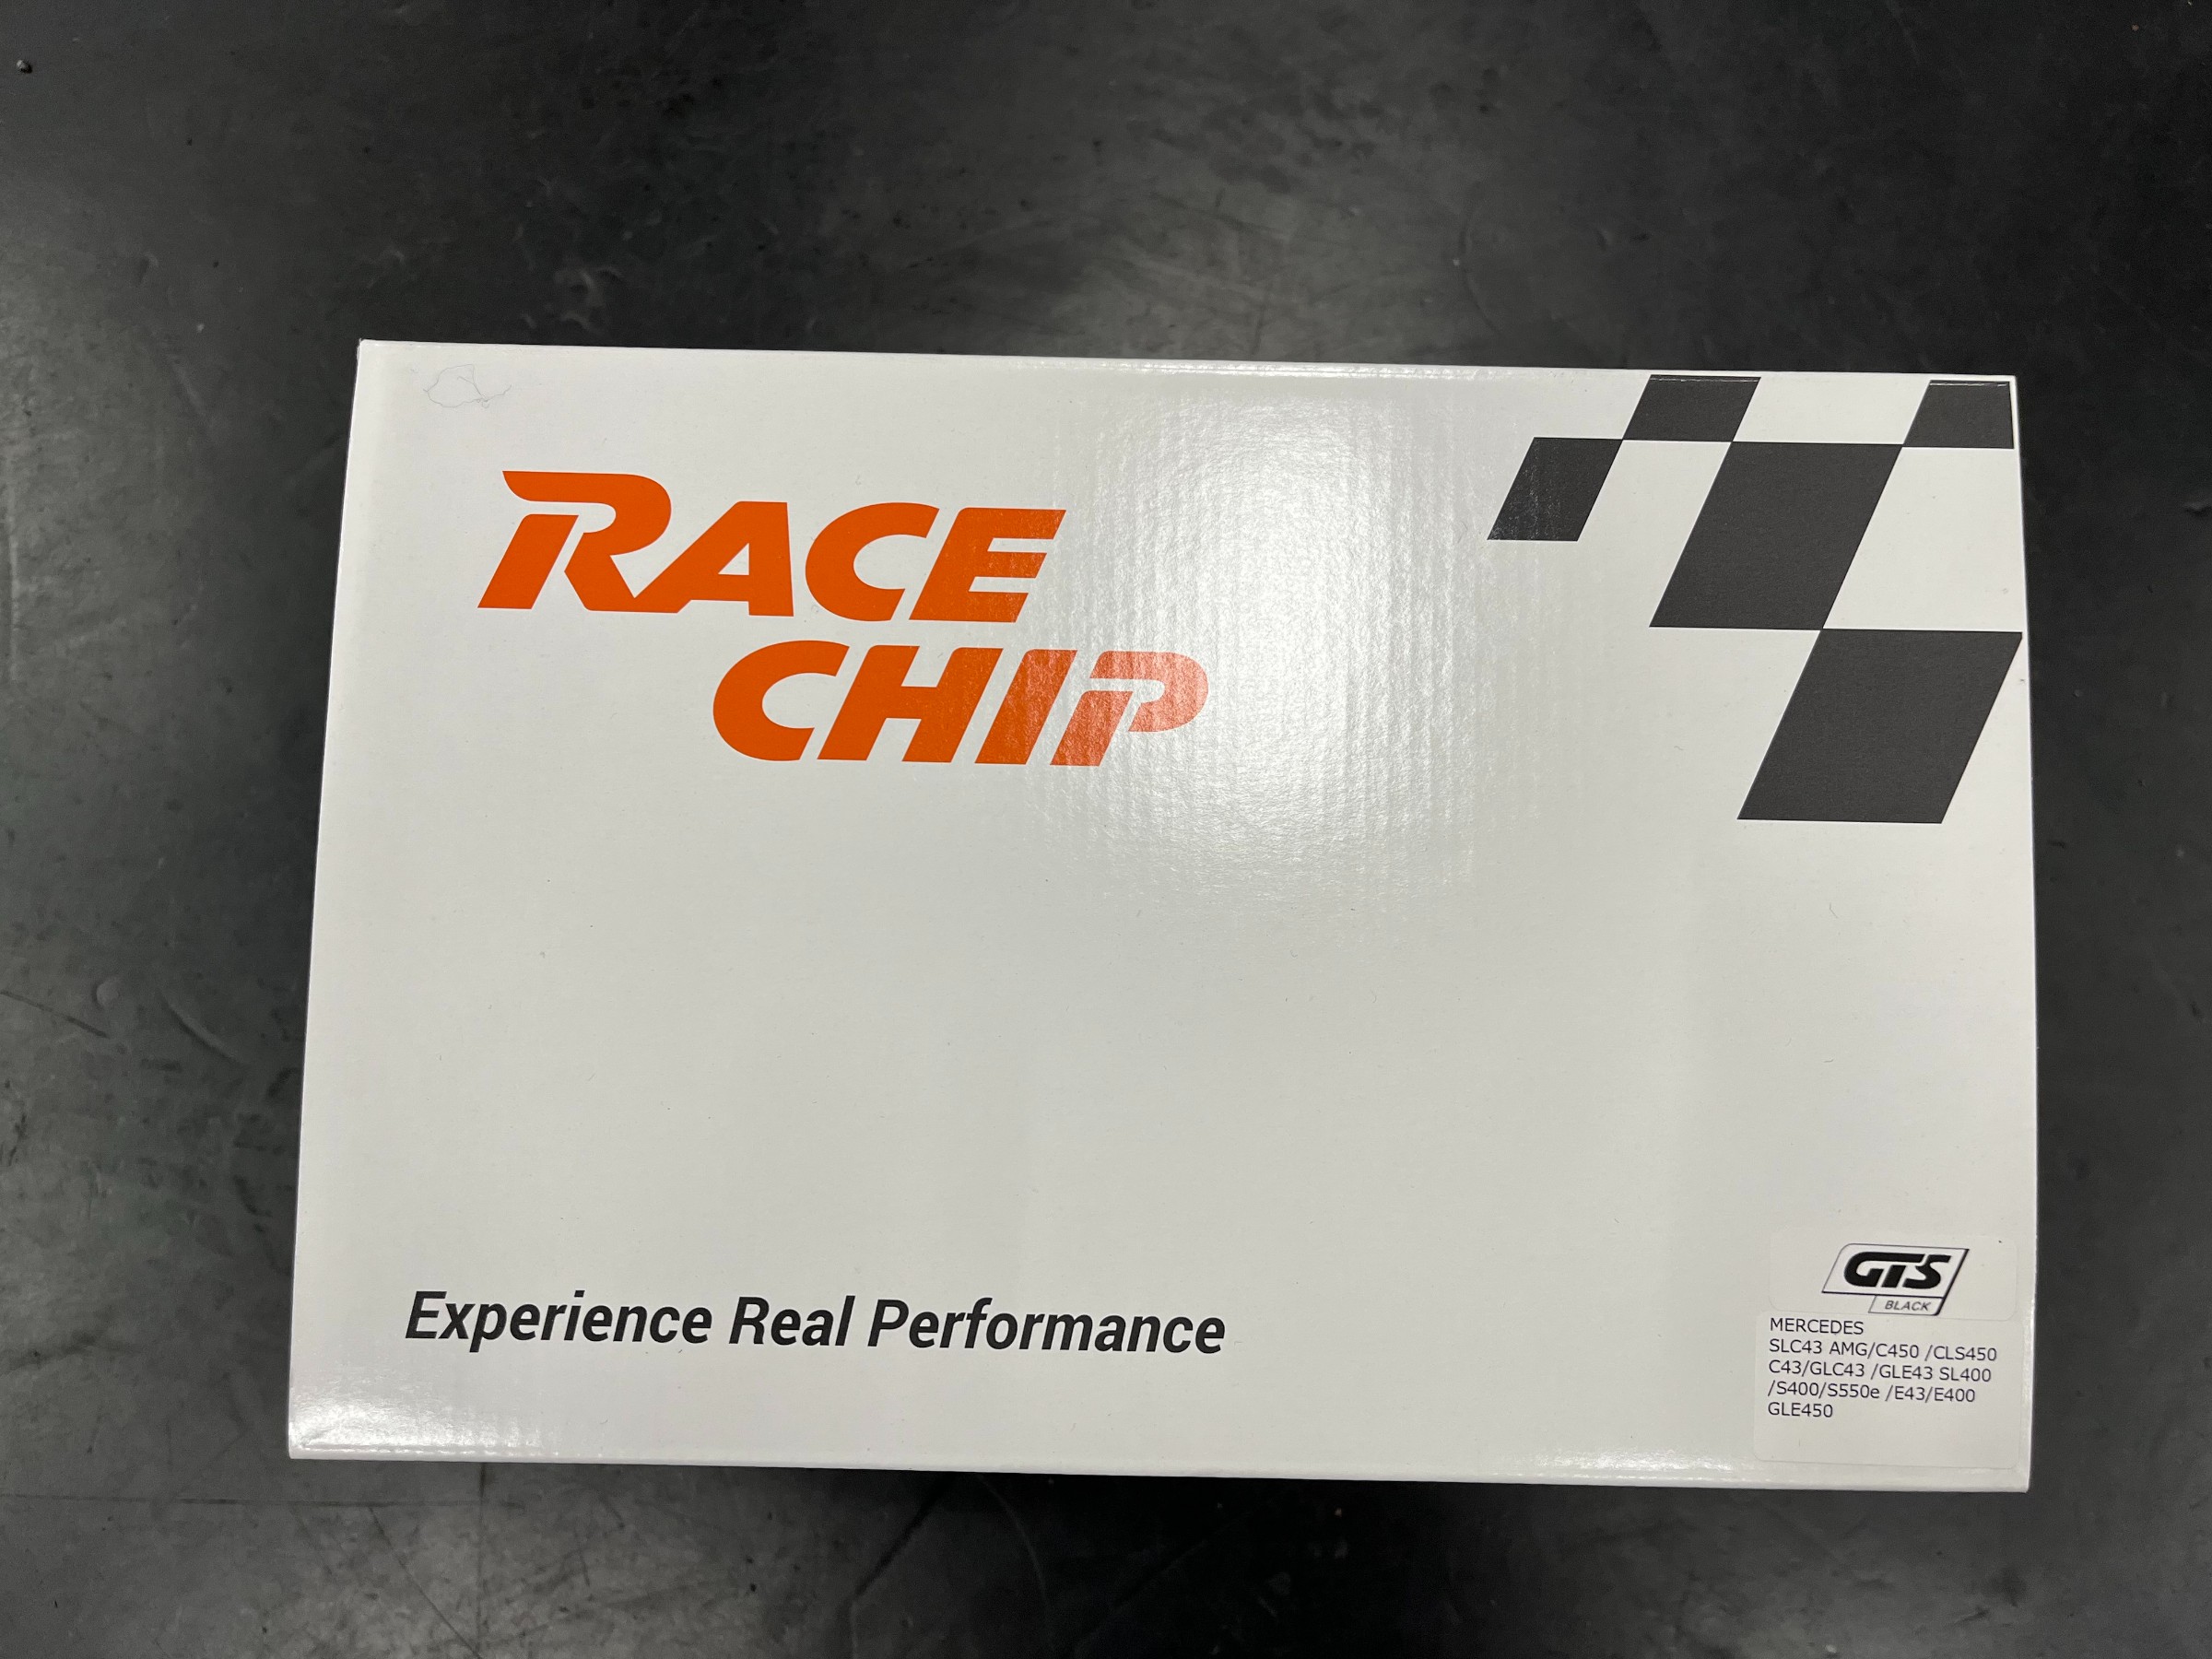 RACE
CHIP
Experience Real Performance
GTS
BLACK
MERCEDES
SLC43 AMG/C450 /CLS450
C43/GLC43 /GLE43 SL400
/S400/S550e /E43/E400
GLE450